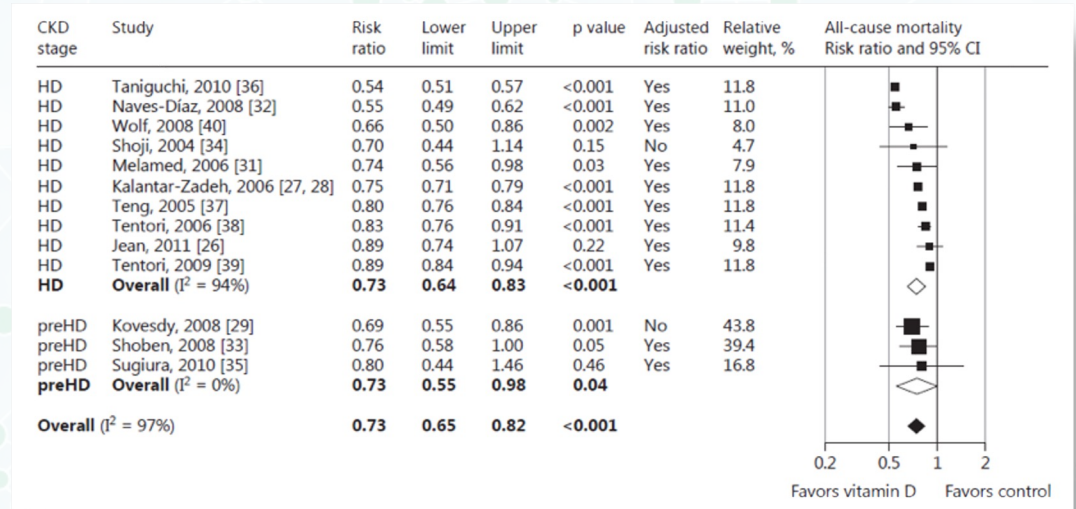 CKD stage Study Risk ratio Lower limit Upper limit p value Adjusted risk ratio Relative weight, % All-cause mortality Risk ratio and 95% CI
HD Taniguchi, 2010 [36] 0.54 0.51 0.57 <0.001 Yes 11.8
HD Naves-Díaz, 2008 [32] 0.55 0.49 0.62 <0.001 Yes 11.0
HD Wolf, 2008 [40] 0.66 0.50 0.86 0.002 Yes 8.0
HD Shoji, 2004 [34] 0.70 0.44 1.14 0.15 No 4.7
HD Melamed, 2006 [31] 0.74 0.56 0.98 0.03 Yes 7.9
HD Kalantar-Zadeh, 2006 [27, 28] 0.75 0.71 0.79 <0.001 Yes 11.8
HD Teng, 2005 [37] 0.80 0.76 0.84 <0.001 Yes 11.8
HD Tentori, 2006 [38] 0.83 0.76 0.91 <0.001 Yes 11.4
HD Jean, 2011 [26] 0.89 0.74 1.07 0.22 Yes 9.8
HD Tentori, 2009 [39] 0.89 0.84 0.94 <0.001 Yes 11.8
HD Overall (I² = 94%) 0.73 0.64 0.83 <0.001
preHD Kovesdy, 2008 [29] 0.69 0.55 0.86 0.001 No 43.8
preHD Shoben, 2008 [33] 0.76 0.58 1.00 0.05 Yes 39.4
preHD Sugiura, 2010 [35] 0.80 0.44 1.46 0.46 Yes 16.8
preHD Overall (I² = 0%) 0.73 0.55 0.98 0.04
Overall (I² = 97%) 0.73 0.65 0.82 <0.001
0.2 0.5 1 2
Favors vitamin D Favors control